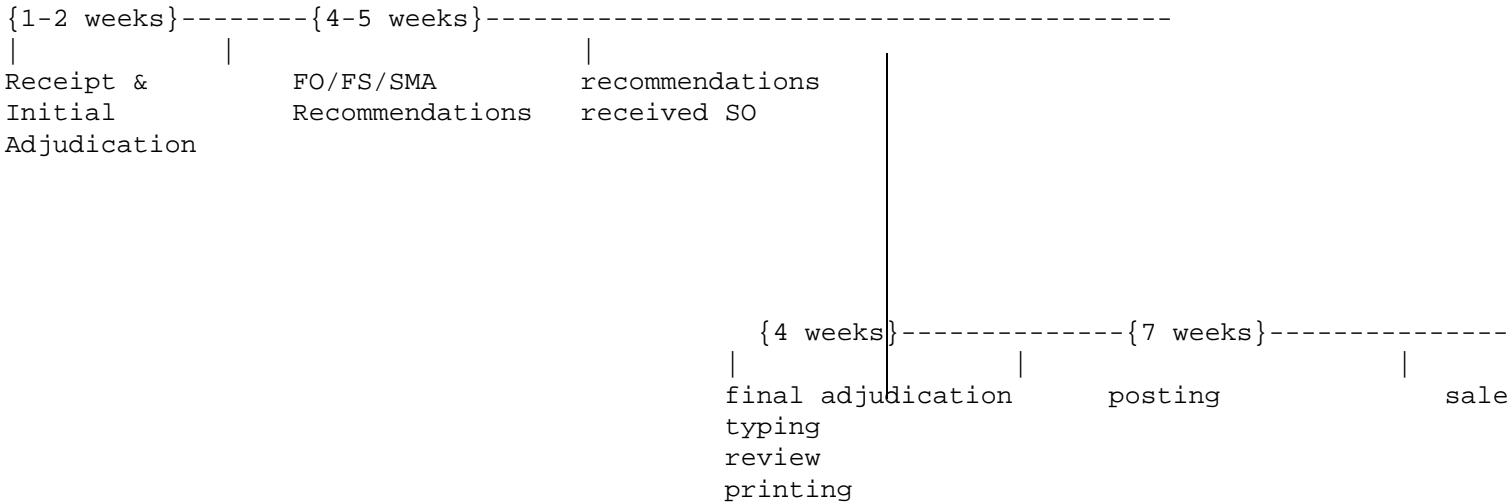 {1-2 weeks}--------{4-5 weeks}-------------------------------------------
| | |
Receipt & FO/FS/SMA recommendations
Initial Recommendations received SO
Adjudication
{4 weeks}--------------{7 weeks}---------------
| | |
final adjudication posting sale
typing
review
printing